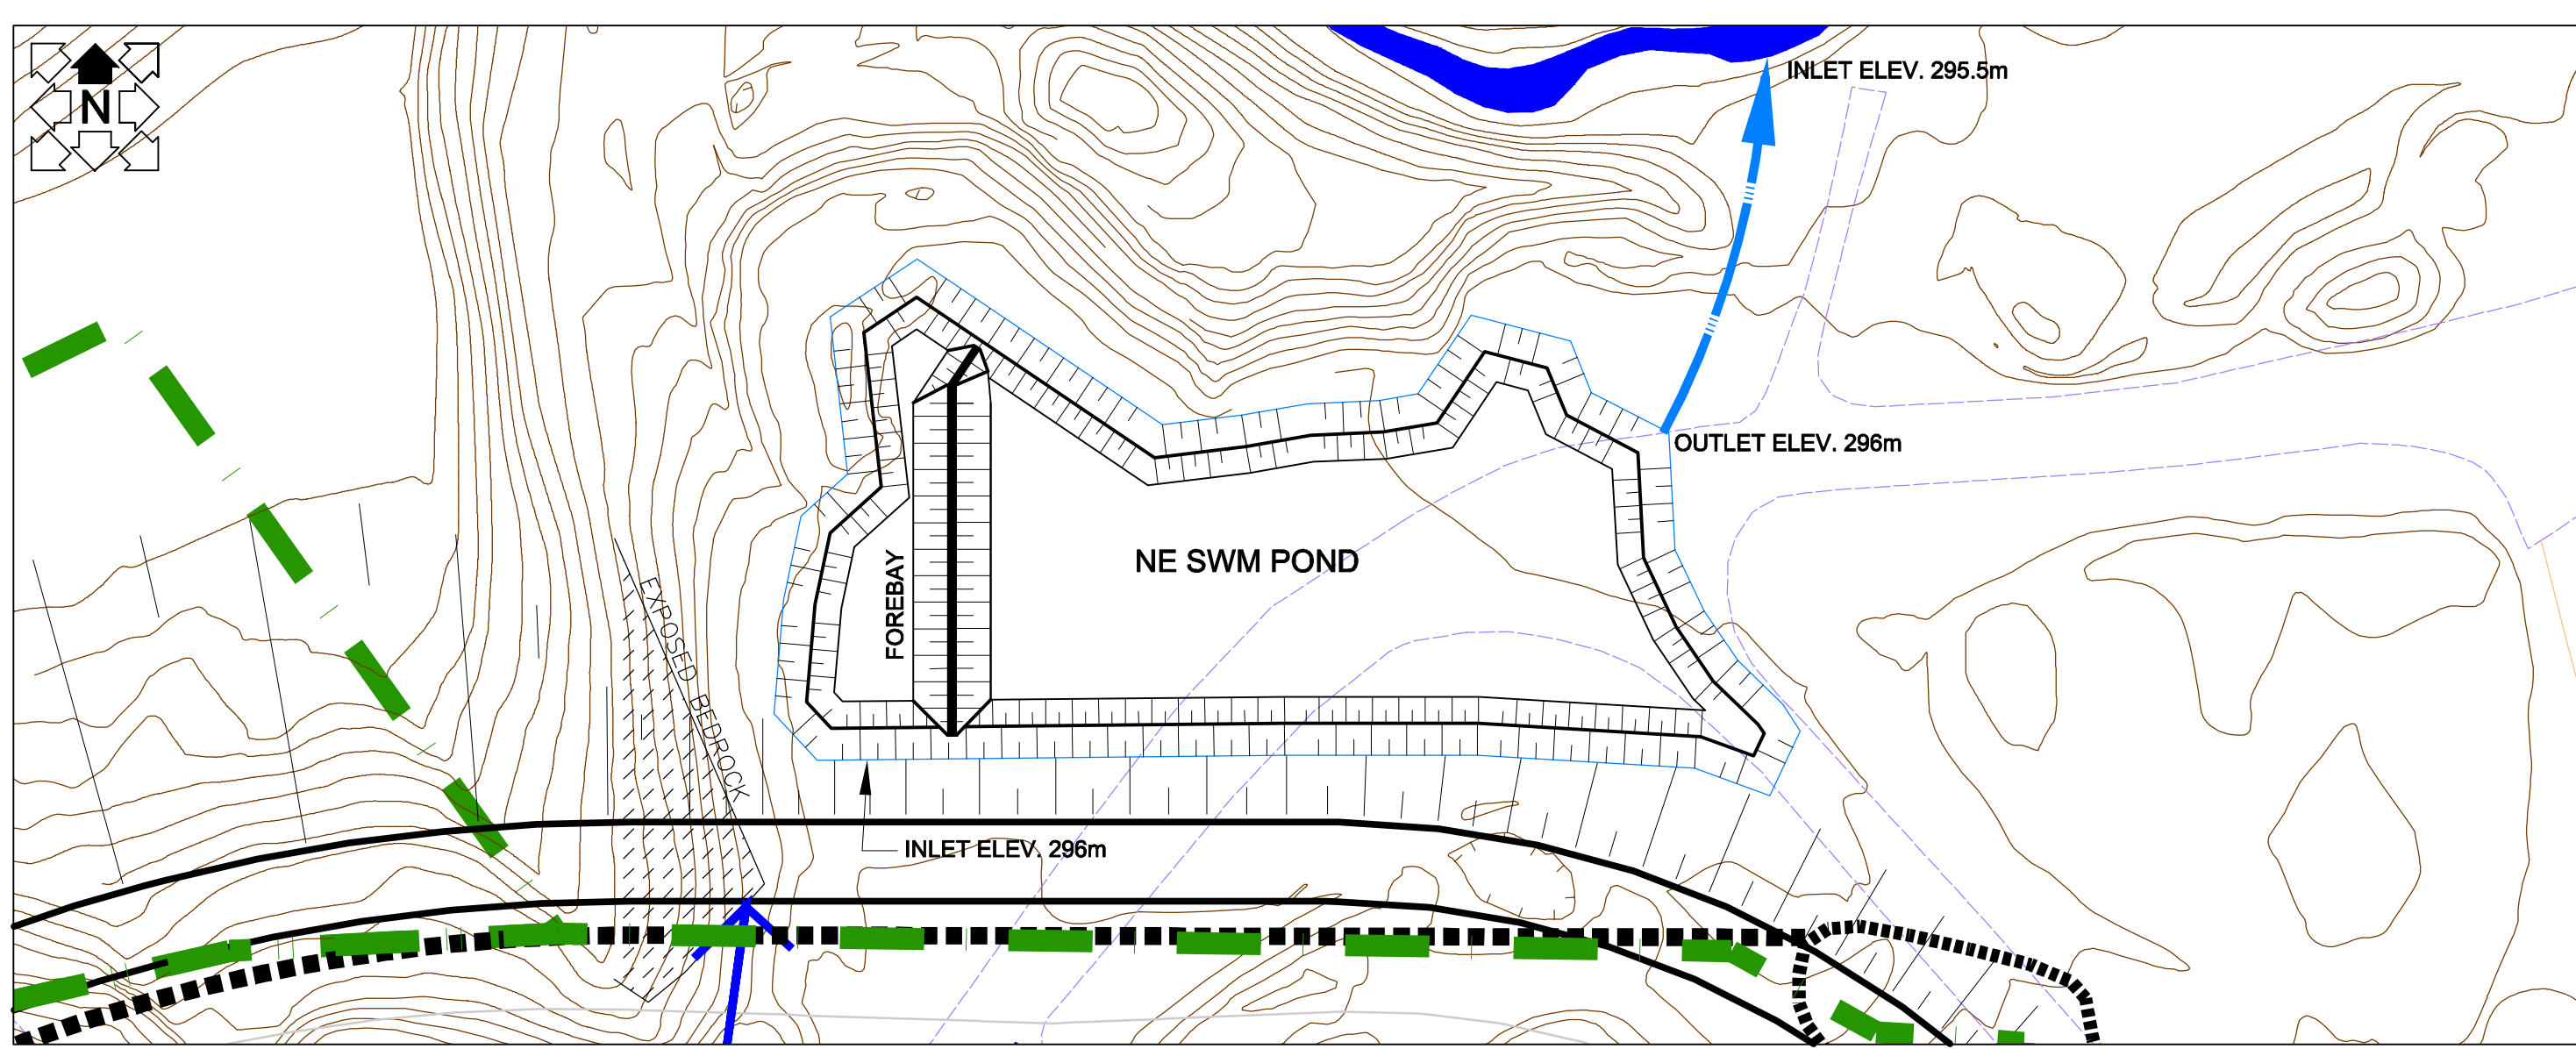 N
INLET ELEV. 295.5m
OUTLET ELEV. 296m
NE SWM POND
FOREBAY
EXPOSED BEDROCK
INLET ELEV. 296m